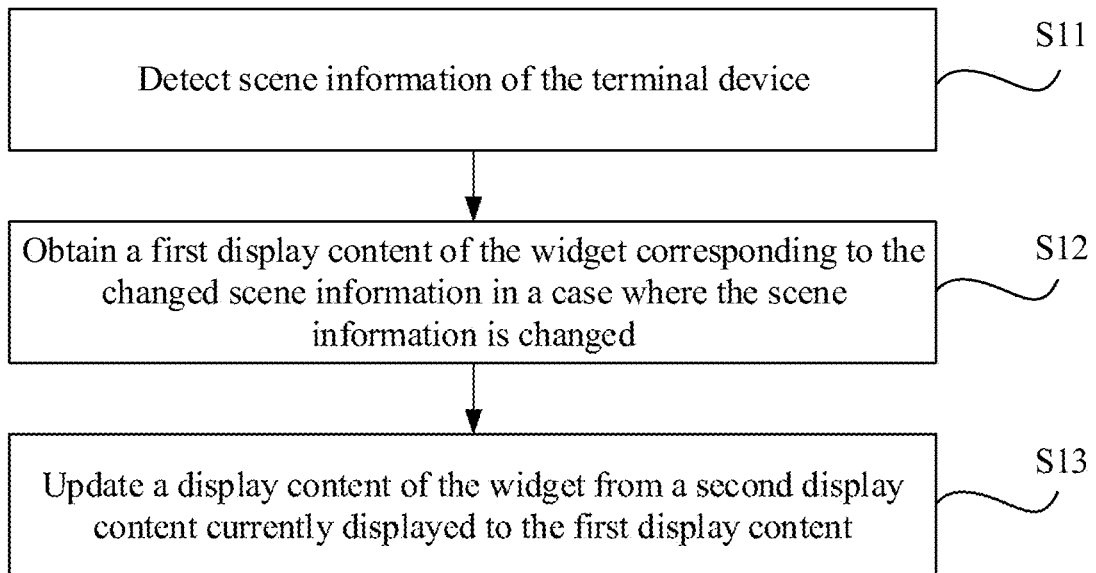 S11
Detect scene information of the terminal device
S12
Obtain a first display content of the widget corresponding to the
changed scene information in a case where the scene
information is changed
S13
Update a display content of the widget from a second display
content currently displayed to the first display content